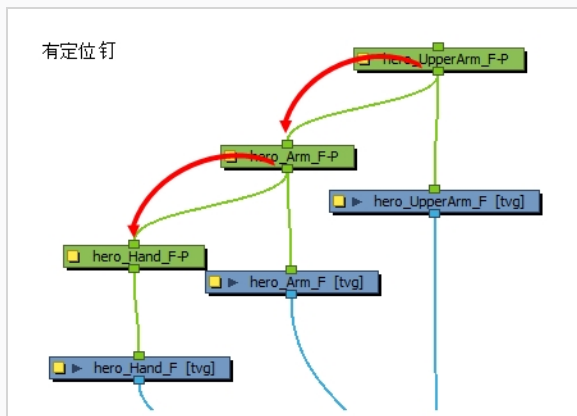 有定位钉
hero_UpperArm_F-P
hero_Arm_F-P
hero_UpperArm_F [tvg]
hero_Hand_F-P
hero_Arm_F [tvg]
hero_Hand_F [tvg]